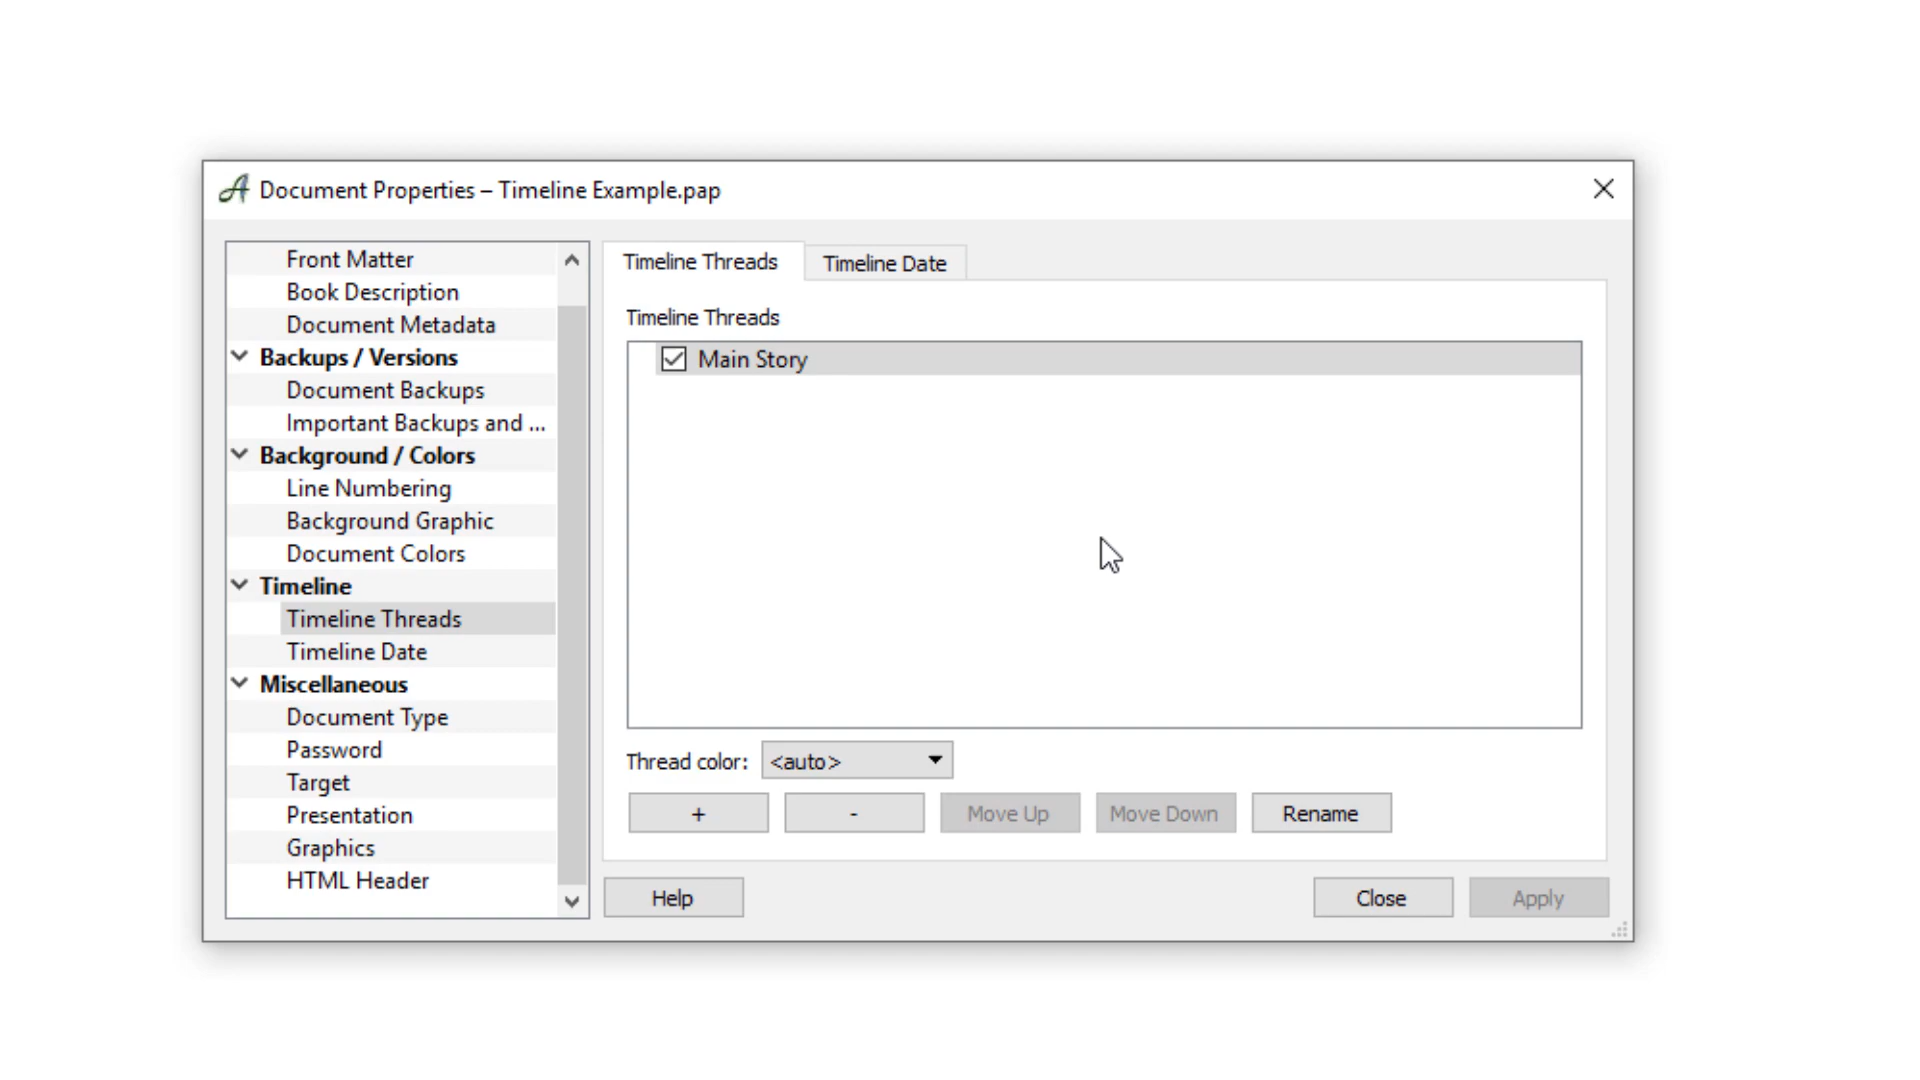 Document Properties – Timeline Example.pap
Front Matter
Book Description
Document Metadata
Backups / Versions
Document Backups
Important Backups and ...
Background / Colors
Line Numbering
Background Graphic
Document Colors
Timeline
Timeline Threads
Timeline Date
Miscellaneous
Document Type
Password
Target
Presentation
Graphics
HTML Header
Timeline Threads
Timeline Date
Timeline Threads
Main Story
Thread color: <auto>
+ - Move Up Move Down Rename
Help Close Apply